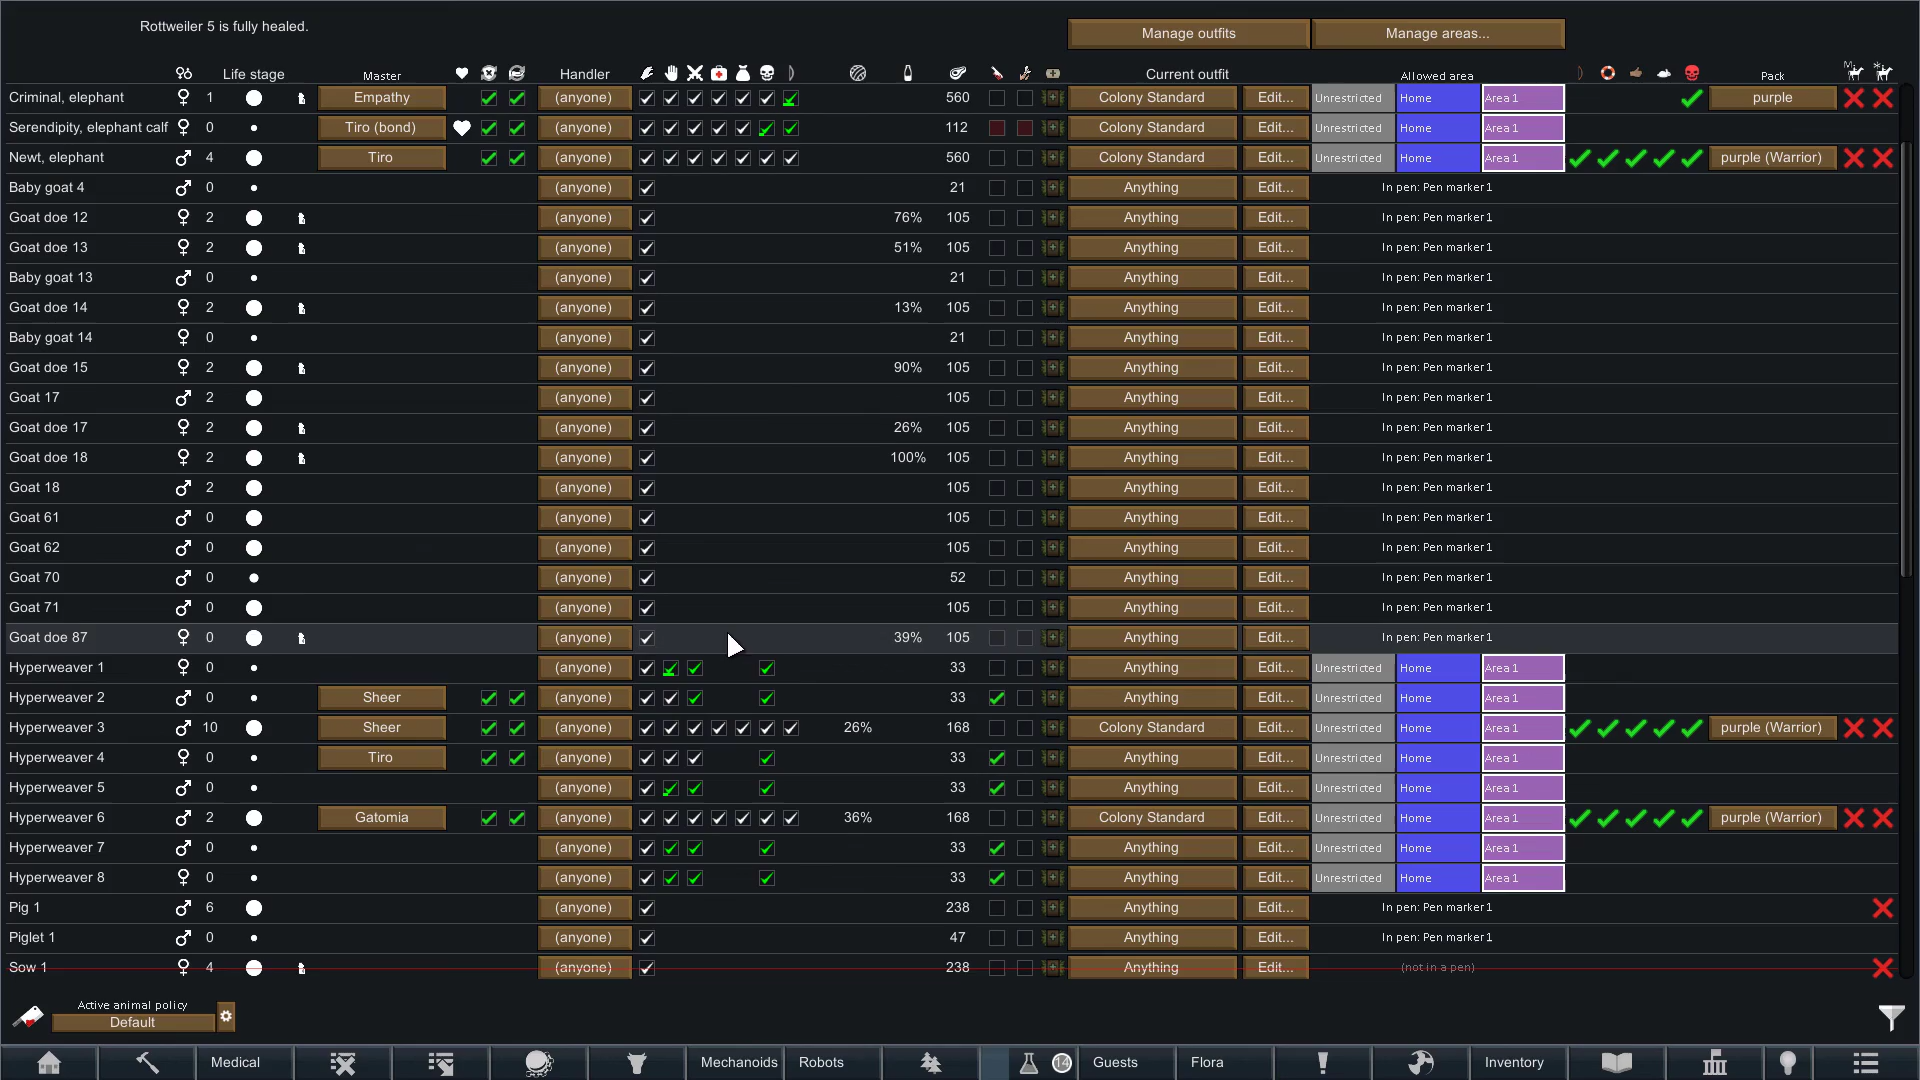 Rottweiler 5 is fully healed.
Manage outfits Manage areas...
Life stage Master Handler Current outfit Allowed area Pack M
Criminal, elephant 1 Empathy (anyone) 560 Colony Standard Edit... Unrestricted Home Area 1 purple
Serendipity, elephant calf 0 Tiro (bond) (anyone) 112 Colony Standard Edit... Unrestricted Home Area 1
Newt, elephant 4 Tiro (anyone) 560 Colony Standard Edit... Unrestricted Home Area 1 purple (Warrior)
Baby goat 4 0 (anyone) 21 Anything Edit... In pen: Pen marker 1
Goat doe 12 2 (anyone) 76% 105 Anything Edit... In pen: Pen marker 1
Goat doe 13 2 (anyone) 51% 105 Anything Edit... In pen: Pen marker 1
Baby goat 13 0 (anyone) 21 Anything Edit... In pen: Pen marker 1
Goat doe 14 2 (anyone) 13% 105 Anything Edit... In pen: Pen marker 1
Baby goat 14 0 (anyone) 21 Anything Edit... In pen: Pen marker 1
Goat doe 15 2 (anyone) 90% 105 Anything Edit... In pen: Pen marker 1
Goat 17 2 (anyone) 105 Anything Edit... In pen: Pen marker 1
Goat doe 17 2 (anyone) 26% 105 Anything Edit... In pen: Pen marker 1
Goat doe 18 2 (anyone) 100% 105 Anything Edit... In pen: Pen marker 1
Goat 18 2 (anyone) 105 Anything Edit... In pen: Pen marker 1
Goat 61 0 (anyone) 105 Anything Edit... In pen: Pen marker 1
Goat 62 0 (anyone) 105 Anything Edit... In pen: Pen marker 1
Goat 70 0 (anyone) 52 Anything Edit... In pen: Pen marker 1
Goat 71 0 (anyone) 105 Anything Edit... In pen: Pen marker 1
Goat doe 87 0 (anyone) 39% 105 Anything Edit... In pen: Pen marker 1
Hyperweaver 1 0 (anyone) 33 Anything Edit... Unrestricted Home Area 1
Hyperweaver 2 0 Sheer (anyone) 33 Anything Edit... Unrestricted Home Area 1
Hyperweaver 3 10 Sheer (anyone) 26% 168 Colony Standard Edit... Unrestricted Home Area 1 purple (Warrior)
Hyperweaver 4 0 Tiro (anyone) 33 Anything Edit... Unrestricted Home Area 1
Hyperweaver 5 0 (anyone) 33 Anything Edit... Unrestricted Home Area 1
Hyperweaver 6 2 Gatomia (anyone) 36% 168 Colony Standard Edit... Unrestricted Home Area 1 purple (Warrior)
Hyperweaver 7 0 (anyone) 33 Anything Edit... Unrestricted Home Area 1
Hyperweaver 8 0 (anyone) 33 Anything Edit... Unrestricted Home Area 1
Pig 1 6 (anyone) 238 Anything Edit... In pen: Pen marker 1
Piglet 1 0 (anyone) 47 Anything Edit... In pen: Pen marker 1
Sow 1 4 (anyone) 238 Anything Edit... (not in a pen)
Active animal policy
Default
Medical Mechanoids Robots 14 Guests Flora Inventory